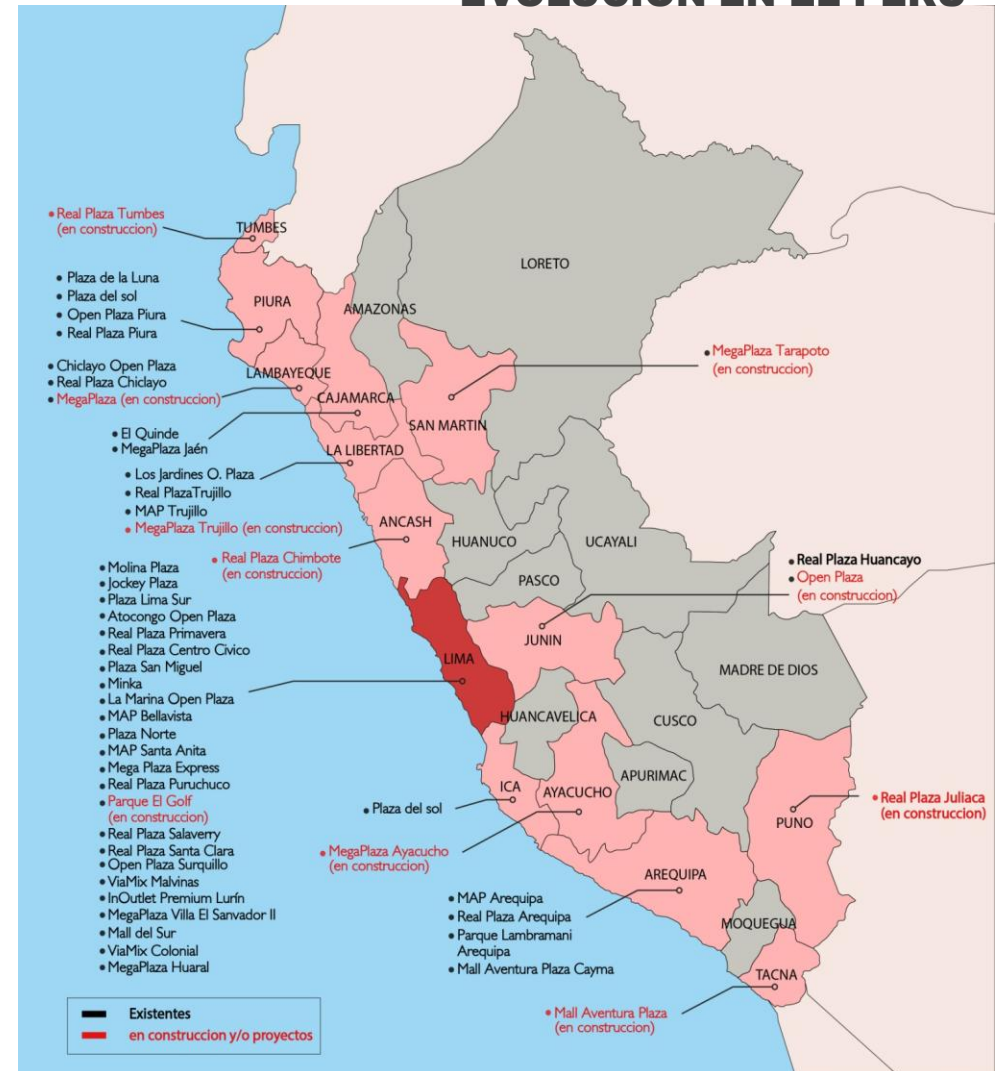 EVOLUCIÓN EN EL PERÚ
• Real Plaza Tumbes
(en construccion)
TUMBES
LORETO
• Plaza de la Luna
• Plaza del sol
• Open Plaza Piura
• Real Plaza Piura
PIURA
AMAZONAS
• MegaPlaza Tarapoto
(en construccion)
• Chiclayo Open Plaza
• Real Plaza Chiclayo
• MegaPlaza (en construccion)
LAMBAYEQUE
CAJAMARCA
SAN MARTIN
• El Quinde
• MegaPlaza Jaén
LA LIBERTAD
• Los Jardines O. Plaza
• Real PlazaTrujillo
• MAP Trujillo
• MegaPlaza Trujillo (en construccion)
ANCASH
HUANUCO
UCAYALI
• Real Plaza Chimbote
(en construccion)
PASCO
• Real Plaza Huancayo
• Open Plaza
(en construccion)
JUNIN
MADRE DE DIOS
• Molina Plaza
• Jockey Plaza
• Plaza Lima Sur
• Atocongo Open Plaza
• Real Plaza Primavera
• Real Plaza Centro Civico
• Plaza San Miguel
• Minka
• La Marina Open Plaza
• MAP Bellavista
• Plaza Norte
• MAP Santa Anita
• Mega Plaza Express
• Real Plaza Puruchuco
• Parque El Golf
(en construccion)
• Real Plaza Salaverry
• Real Plaza Santa Clara
• Open Plaza Surquillo
• ViaMix Malvinas
• InOutlet Premium Lurín
• MegaPlaza Villa El Sanvador II
• Mall del Sur
• ViaMix Colonial
• MegaPlaza Huaral
LIMA
HUANCAVELICA
CUSCO
APURIMAC
ICA
AYACUCHO
PUNO
• Plaza del sol
• Real Plaza Juliaca
(en construccion)
• MegaPlaza Ayacucho
(en construccion)
AREQUIPA
• MAP Arequipa
• Real Plaza Arequipa
• Parque Lambramani
Arequipa
• Mall Aventura Plaza Cayma
MOQUEGUA
TACNA
• Mall Aventura Plaza
(en construccion)
Existentes
en construccion y/o proyectos